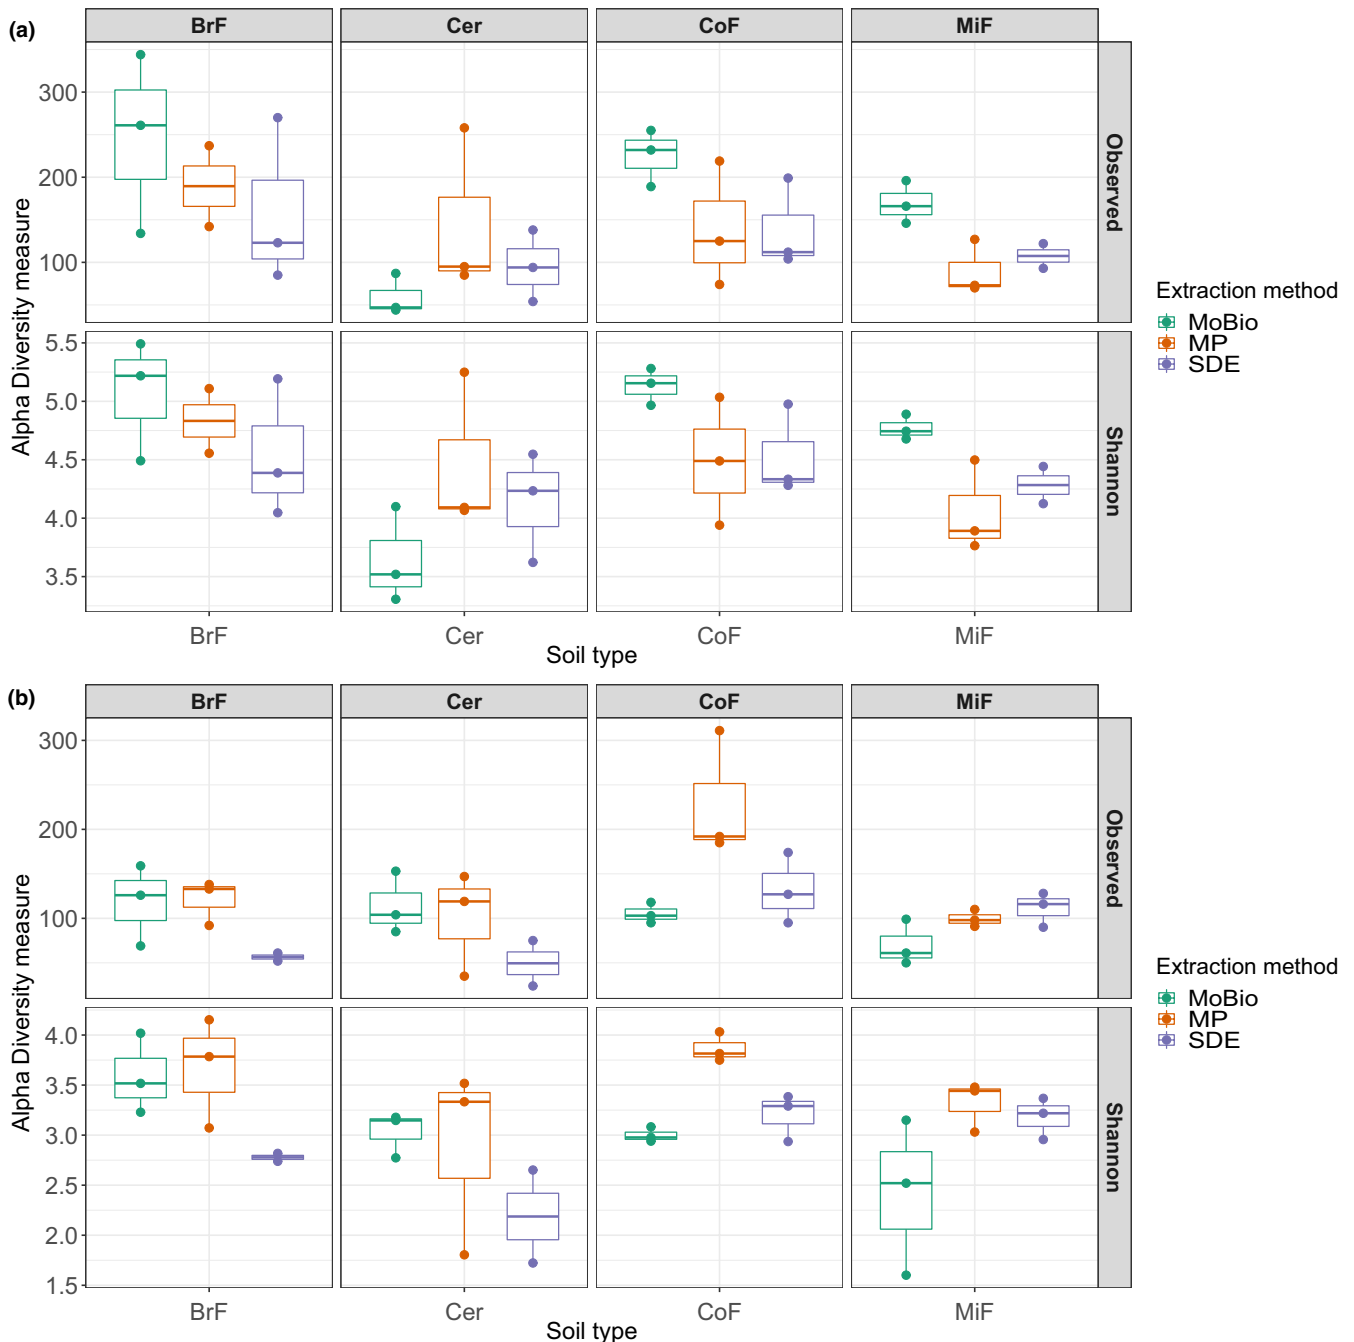 (a)
BrF Cer CoF MiF
Alpha Diversity measure
300
200
100
Observed
5.5
5.0
4.5
4.0
3.5
Shannon
BrF Cer CoF MiF
Soil type
Extraction method
MoBio
MP
SDE
(b)
BrF Cer CoF MiF
Alpha Diversity measure
300
200
100
Observed
4.0
3.5
3.0
2.5
2.0
1.5
Shannon
BrF Cer CoF MiF
Soil type
Extraction method
MoBio
MP
SDE